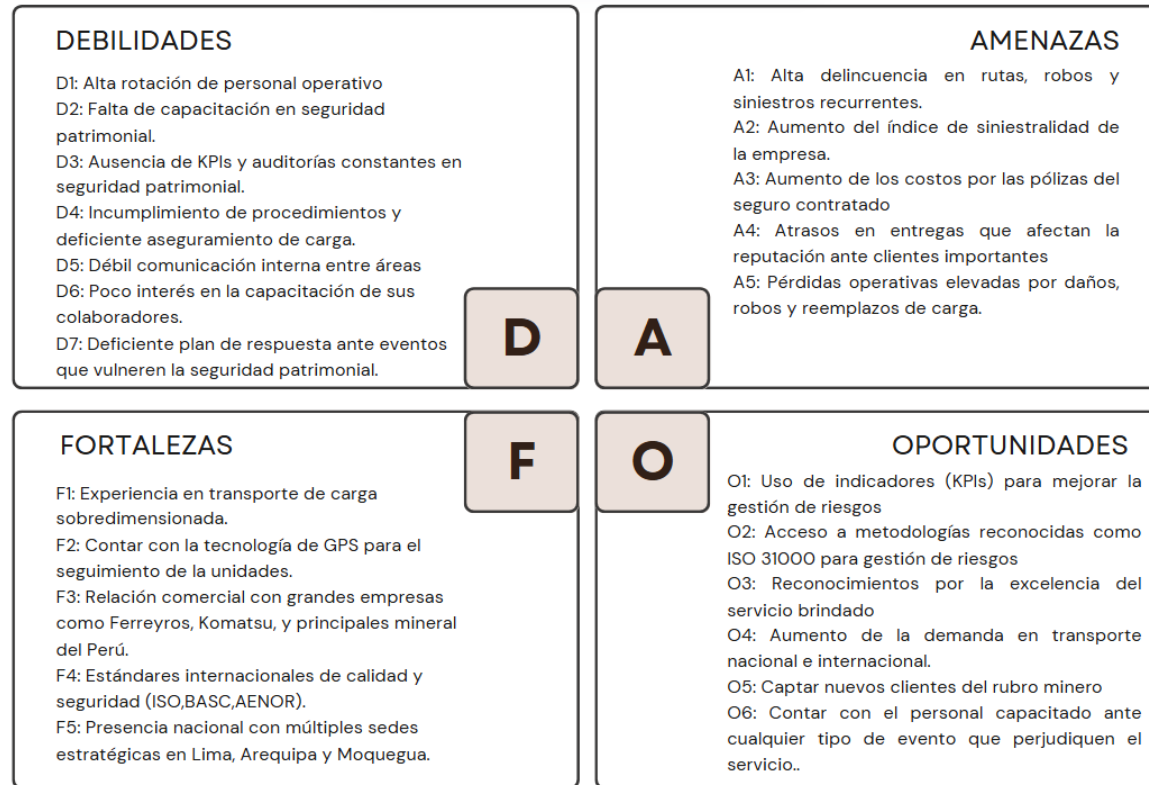 DEBILIDADES
D1: Alta rotación de personal operativo
D2: Falta de capacitación en seguridad
patrimonial.
D3: Ausencia de KPIs y auditorías constantes en
seguridad patrimonial.
D4: Incumplimiento de procedimientos y
deficiente aseguramiento de carga.
D5: Débil comunicación interna entre áreas
D6: Poco interés en la capacitación de sus
colaboradores.
D7: Deficiente plan de respuesta ante eventos
que vulneren la seguridad patrimonial.
D
AMENAZAS
A1: Alta delincuencia en rutas, robos y
siniestros recurrentes.
A2: Aumento del índice de siniestralidad de
la empresa.
A3: Aumento de los costos por las pólizas del
seguro contratado
A4: Atrasos en entregas que afectan la
reputación ante clientes importantes
A5: Pérdidas operativas elevadas por daños,
robos y reemplazos de carga.
A
FORTALEZAS
F1: Experiencia en transporte de carga
sobredimensionada.
F2: Contar con la tecnología de GPS para el
seguimiento de la unidades.
F3: Relación comercial con grandes empresas
como Ferreyros, Komatsu, y principales mineral
del Perú.
F4: Estándares internacionales de calidad y
seguridad (ISO,BASC,AENOR).
F5: Presencia nacional con múltiples sedes
estratégicas en Lima, Arequipa y Moquegua.
F
OPORTUNIDADES
O1: Uso de indicadores (KPIs) para mejorar la
gestión de riesgos
O2: Acceso a metodologías reconocidas como
ISO 31000 para gestión de riesgos
O3: Reconocimientos por la excelencia del
servicio brindado
O4: Aumento de la demanda en transporte
nacional e internacional.
O5: Captar nuevos clientes del rubro minero
O6: Contar con el personal capacitado ante
cualquier tipo de evento que perjudiquen el
servicio..
O